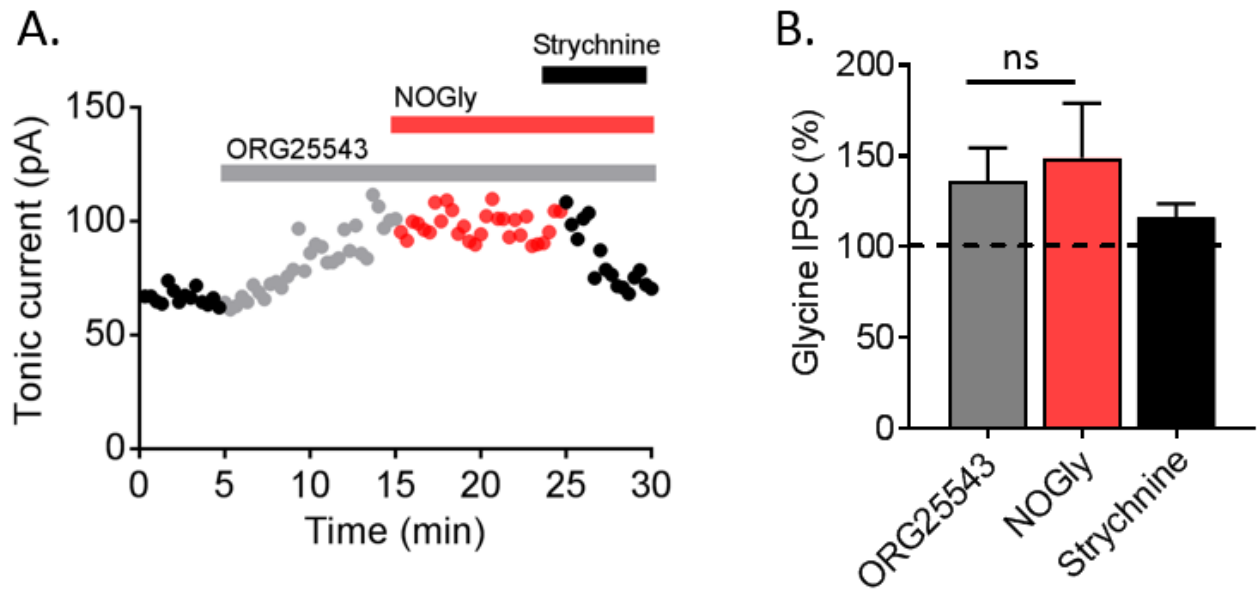 A.
Strychnine
NOGly
ORG25543
Tonic current (pA)
150
100
50
0
0 5 10 15 20 25 30
Time (min)
B.
ns
Glycine IPSC (%)
200
150
100
50
0
ORG25543
NOGly
Strychnine